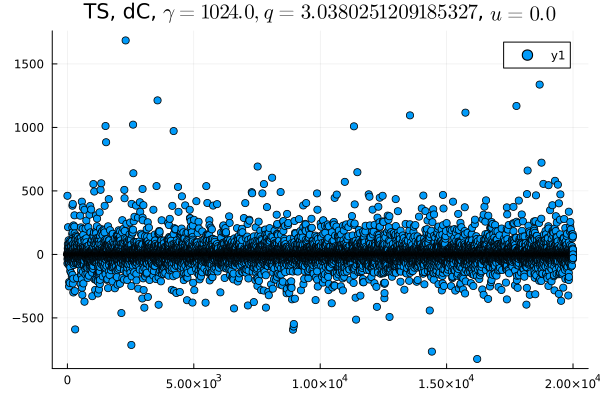 TS, dC, γ = 1024.0, q = 3.0380251209185327, u = 0.0
y1
1500
1000
500
0
−500
0 5.00×10³ 1.00×10⁴ 1.50×10⁴ 2.00×10⁴